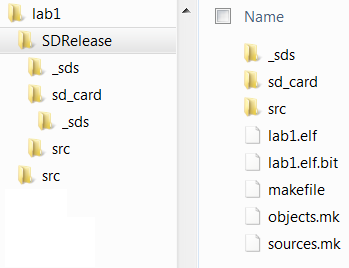 lab1
SDRelease
_sds
sd_card
_sds
src
src
Name
_sds
sd_card
src
lab1.elf
lab1.elf.bit
makefile
objects.mk
sources.mk